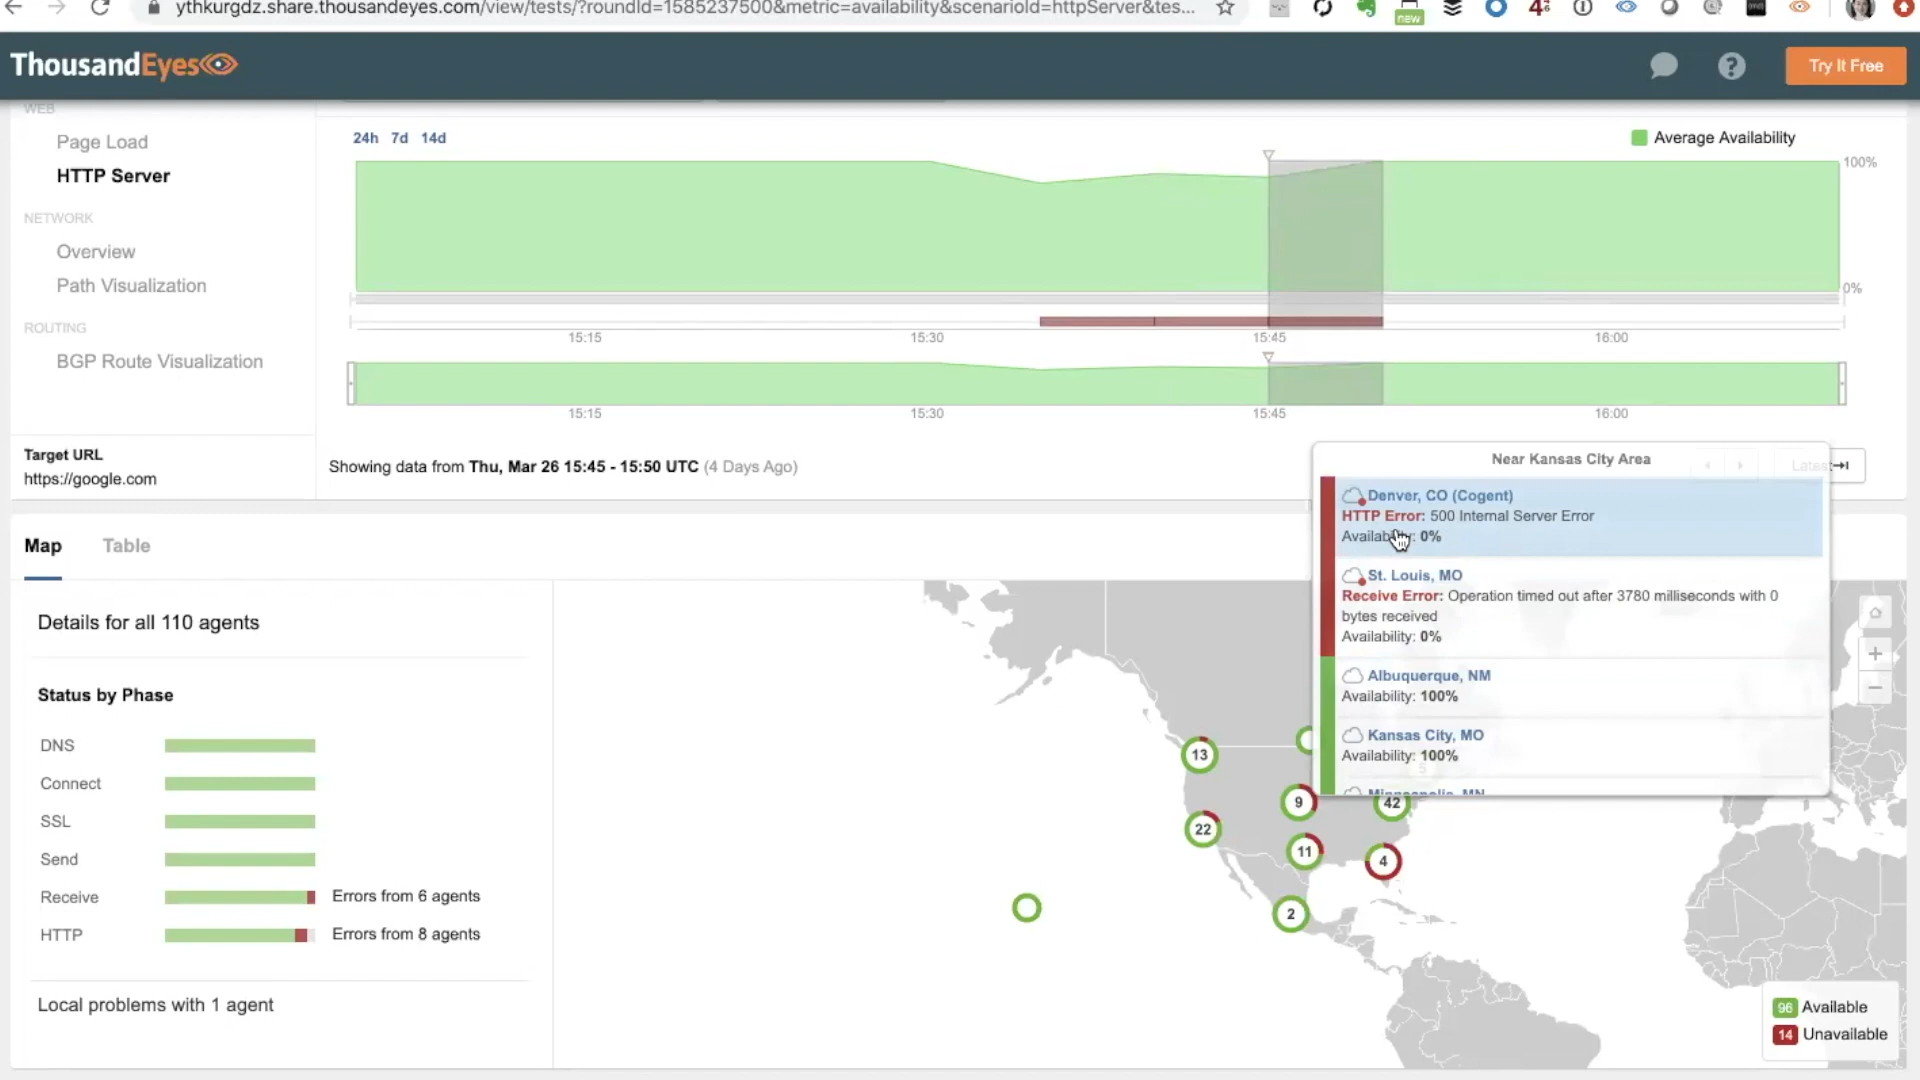 ythkurgdz.share.thousandeyes.com/view/tests/?roundId=1585237500&metric=availability&scenarioId=httpServer&tes...
new
ThousandEyes
Try It Free
WEB
Page Load
HTTP Server
NETWORK
Overview
Path Visualization
ROUTING
BGP Route Visualization
Target URL
https://google.com
24h 7d 14d
Average Availability
100%
0%
15:15 15:30 15:45 16:00
15:15 15:30 15:45 16:00
Showing data from Thu, Mar 26 15:45 - 15:50 UTC (4 Days Ago)
Latest
Near Kansas City Area
Denver, CO (Cogent)
HTTP Error: 500 Internal Server Error
Availability: 0%
St. Louis, MO
Receive Error: Operation timed out after 3780 milliseconds with 0
bytes received
Availability: 0%
Albuquerque, NM
Availability: 100%
Kansas City, MO
Availability: 100%
Minneapolis, MN
Map Table
Details for all 110 agents
Status by Phase
DNS
Connect
SSL
Send
Receive Errors from 6 agents
HTTP Errors from 8 agents
Local problems with 1 agent
13
5
9
42
22
11
4
2
96 Available
14 Unavailable